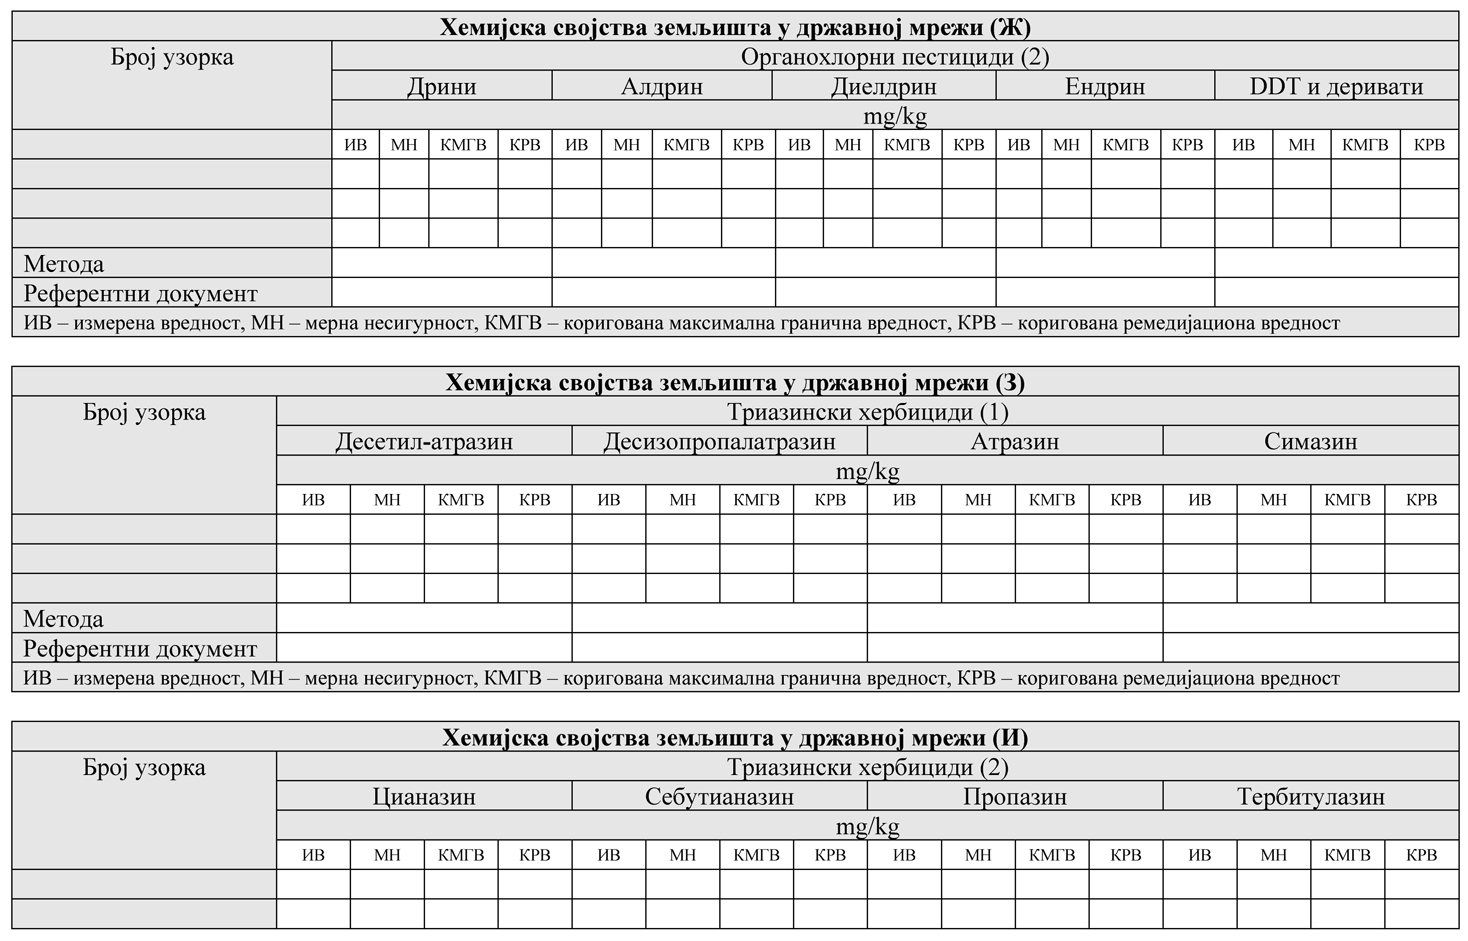 Хемијска својства земљишта у државној мрежи (Ж)
Број узорка Органохлорни пестициди (2)
Дрини Алдрин Диелдрин Ендрин DDT и деривати
mg/kg
ИВ МН КМГВ КРВ ИВ МН КМГВ КРВ ИВ МН КМГВ КРВ ИВ МН КМГВ КРВ ИВ МН КМГВ КРВ
Метода
Референтни документ
ИВ – измерена вредност, МН – мерна несигурност, КМГВ – коригована максимална гранична вредност, КРВ – коригована ремедијациона вредност
Хемијска својства земљишта у државној мрежи (З)
Број узорка Триазински хербициди (1)
Десетил-атразин Десизопропалатразин Атразин Симазин
mg/kg
ИВ МН КМГВ КРВ ИВ МН КМГВ КРВ ИВ МН КМГВ КРВ ИВ МН КМГВ КРВ
Метода
Референтни документ
ИВ – измерена вредност, МН – мерна несигурност, КМГВ – коригована максимална гранична вредност, КРВ – коригована ремедијациона вредност
Хемијска својства земљишта у државној мрежи (И)
Број узорка Триазински хербициди (2)
Цианазин Себутианазин Пропазин Тербитулазин
mg/kg
ИВ МН КМГВ КРВ ИВ МН КМГВ КРВ ИВ МН КМГВ КРВ ИВ МН КМГВ КРВ